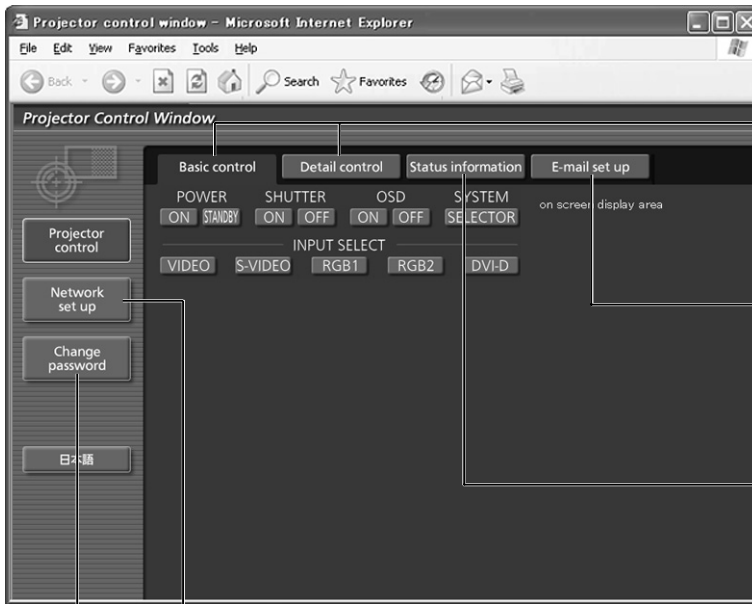 Projector control window - Microsoft Internet Explorer
File Edit View Favorites Tools Help
Back Search Favorites
Projector Control Window
Basic control Detail control Status information E-mail set up
POWER SHUTTER OSD SYSTEM
ON STANDBY ON OFF ON OFF SELECTOR
on screen display area
INPUT SELECT
VIDEO S-VIDEO RGB1 RGB2 DVI-D
Projector
control
Network
set up
Change
password
日本語